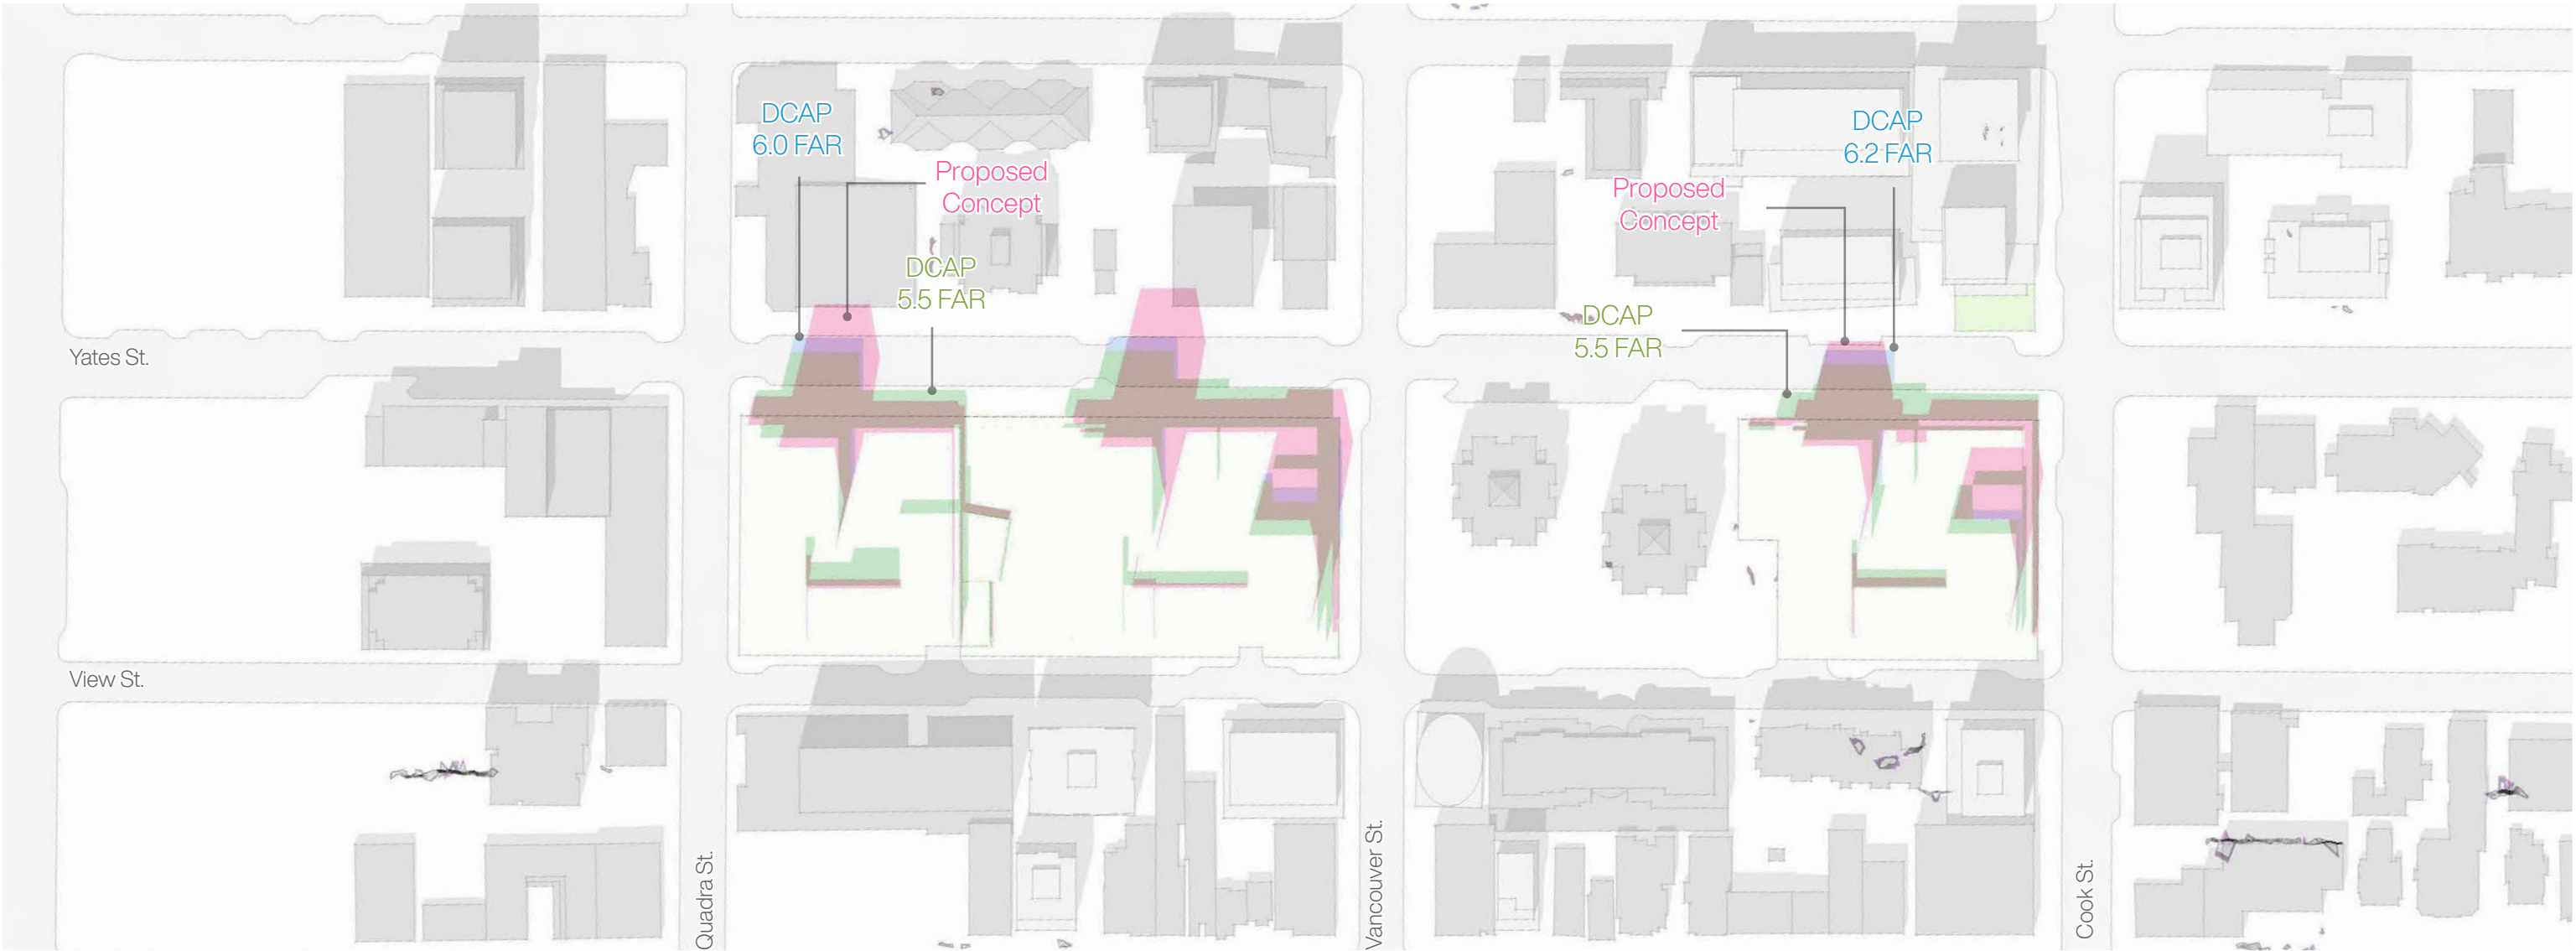 DCAP
6.0 FAR
Proposed
Concept
DCAP
5.5 FAR
DCAP
6.2 FAR
Proposed
Concept
DCAP
5.5 FAR
Yates St.
View St.
Quadra St.
Vancouver St.
Cook St.